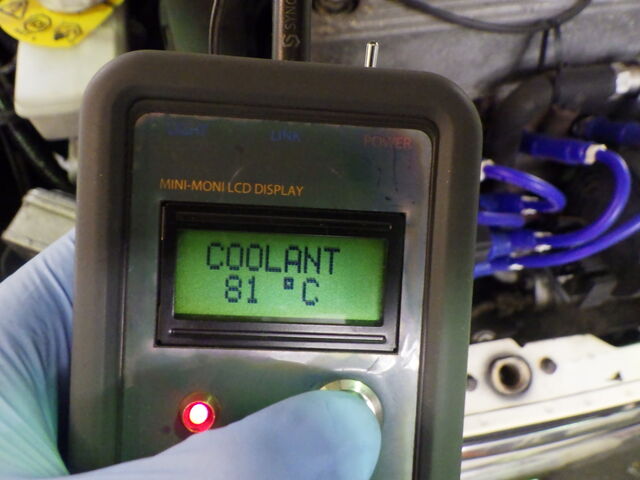 LIGHT LINK POWER
MINI-MONI LCD DISPLAY
COOLANT
81 °C